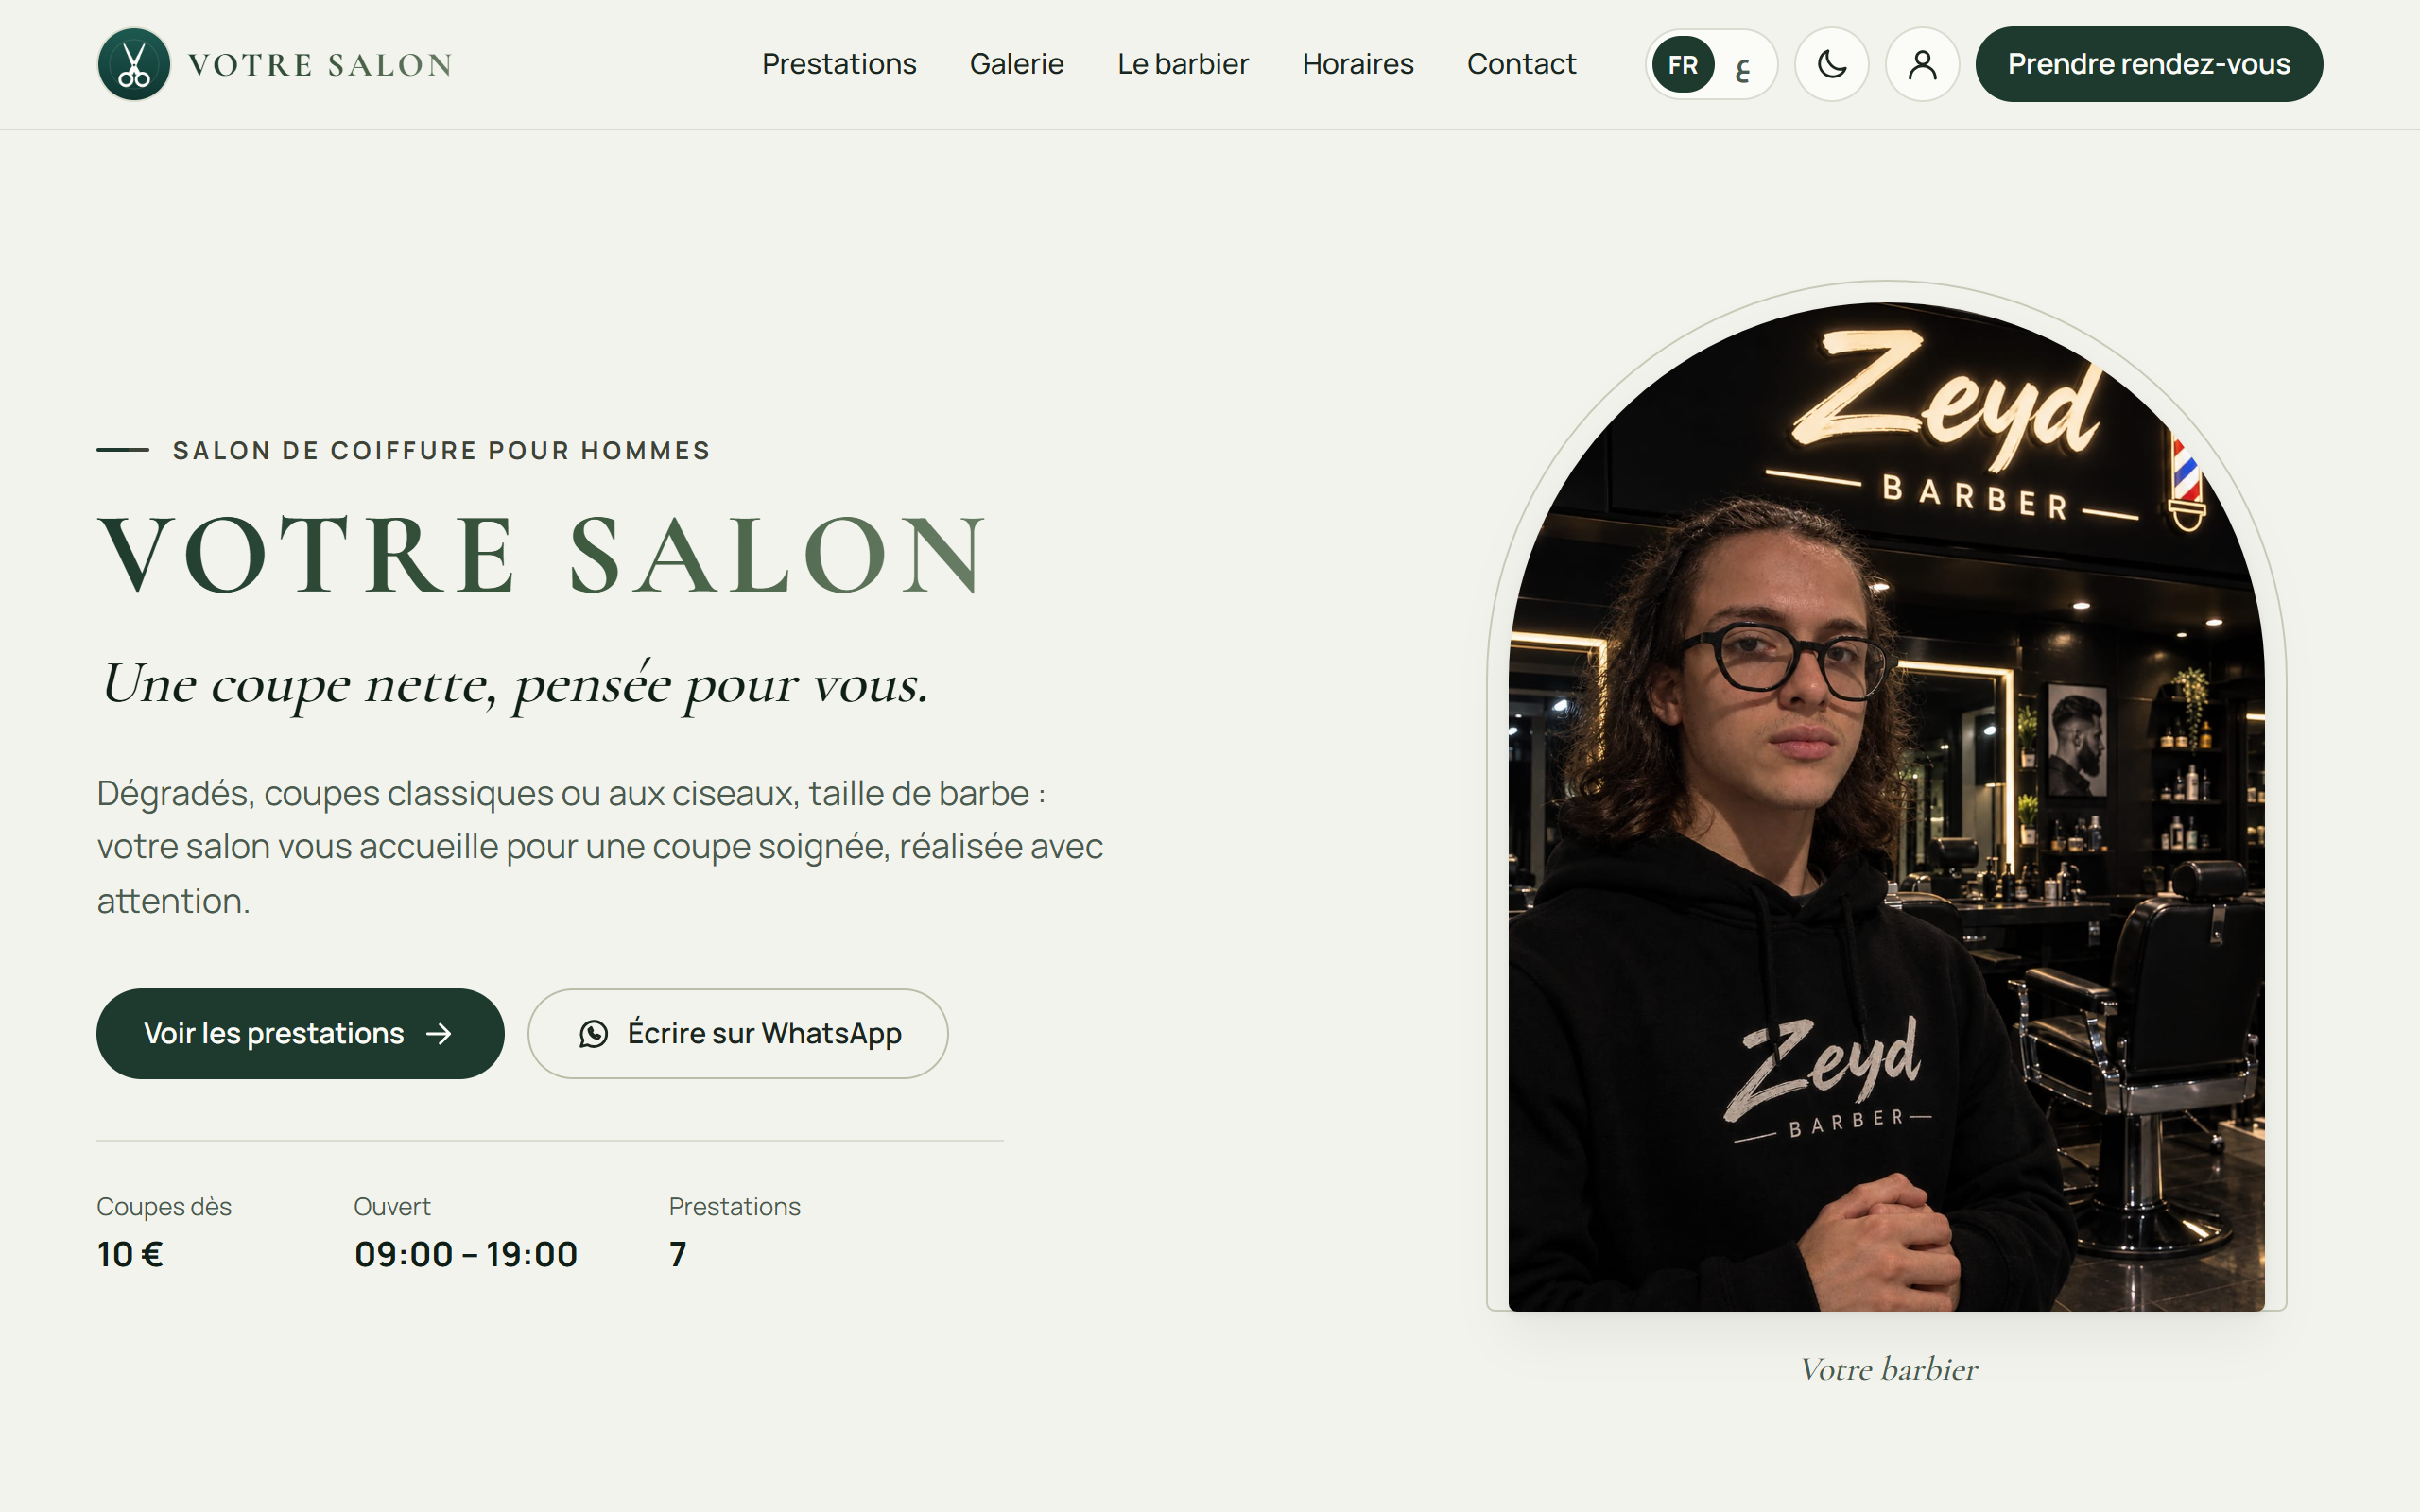 VOTRE SALON
Prestations
Galerie
Le barbier
Horaires
Contact
FR
ع
Prendre rendez-vous
SALON DE COIFFURE POUR HOMMES
VOTRE SALON
Une coupe nette, pensée pour vous.
Dégradés, coupes classiques ou aux ciseaux, taille de barbe :
votre salon vous accueille pour une coupe soignée, réalisée avec
attention.
Voir les prestations
Écrire sur WhatsApp
Coupes dès
10 €
Ouvert
09:00 – 19:00
Prestations
7
Zeyd
BARBER
Zeyd
BARBER
Votre barbier